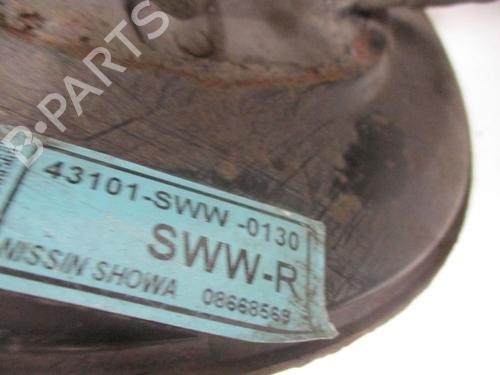 B-PARTS
43101-SWW -0130
SWW-R
NISSIN SHOWA 08668569